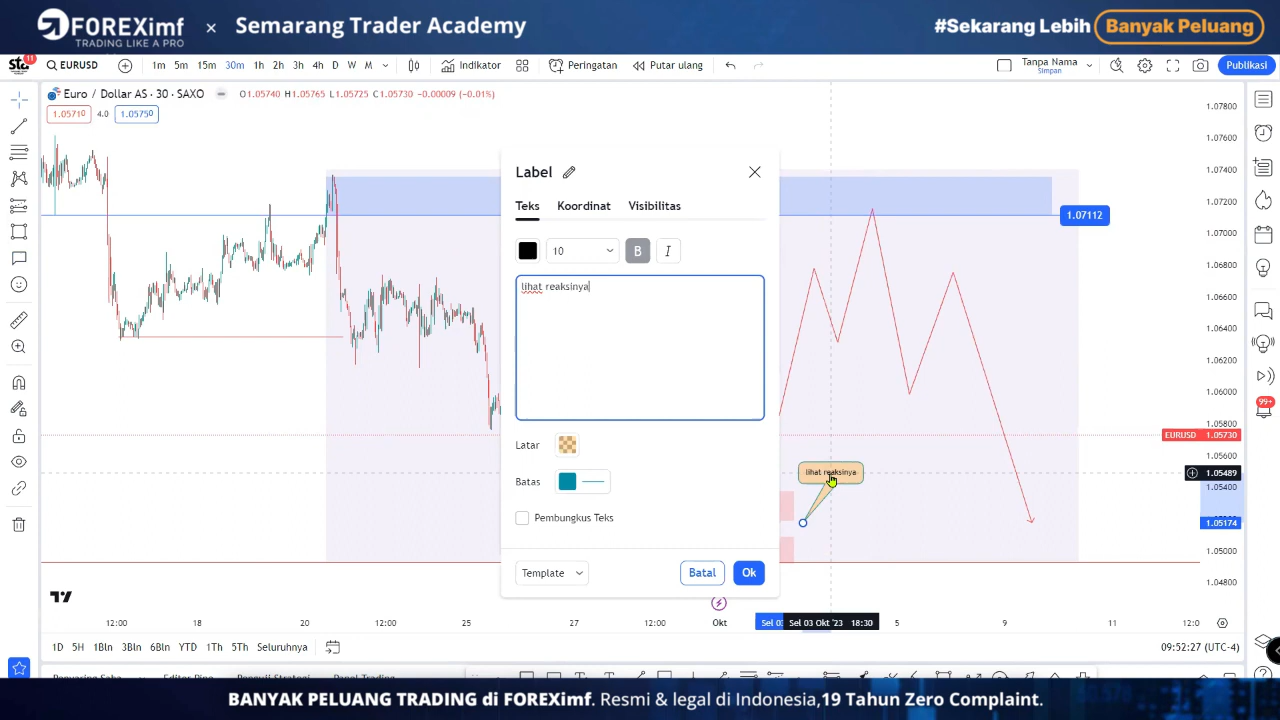 FOREXimf
TRADING LIKE A PRO
×
Semarang Trader Academy
#Sekarang Lebih
Banyak Peluang
sta
11
EURUSD
1m 5m 15m 30m 1h 2h 3h 4h D W M
Indikator
Peringatan
Putar ulang
Tanpa Nama
Simpan
Publikasi
Euro / Dollar AS · 30 · SAXO
O1.05740 H1.05765 L1.05725 C1.05730 -0.00009 (-0.01%)
1.05710
4.0
1.05750
1.07800
1.07600
1.07400
1.07200
1.07112
1.07000
1.06800
1.06600
1.06400
1.06200
1.06000
1.05800
EURUSD 1.05730
1.05489
1.05400
1.05174
1.05000
1.04800
99+
Label
Teks
Koordinat
Visibilitas
10
B
I
lihat reaksinya
Latar
Batas
Pembungkus Teks
Template
Batal
Ok
lihat reaksinya
12:00
18
20
12:00
25
27
12:00
Okt
Sel 03 Okt '23 18:30
5
9
11
12:0
1D 5H 1Bln 3Bln 6Bln YTD 1Th 5Th Seluruhnya
09:52:27 (UTC-4)
BANYAK PELUANG TRADING di FOREXimf. Resmi & legal di Indonesia,19 Tahun Zero Complaint.